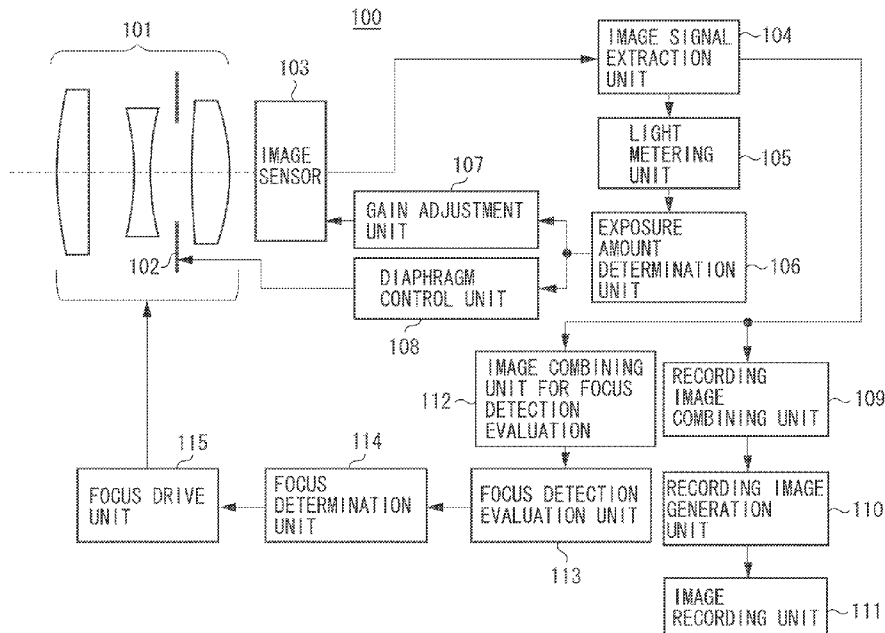 100
101
103
IMAGE
SENSOR
IMAGE SIGNAL
EXTRACTION
UNIT
104
LIGHT
METERING
UNIT
105
107
GAIN ADJUSTMENT
UNIT
EXPOSURE
AMOUNT
DETERMINATION
UNIT
106
102
DIAPHRAGM
CONTROL UNIT
108
IMAGE COMBINING
UNIT FOR FOCUS
DETECTION
EVALUATION
112
RECORDING
IMAGE
COMBINING UNIT
109
115
FOCUS DRIVE
UNIT
114
FOCUS
DETERMINATION
UNIT
FOCUS DETECTION
EVALUATION UNIT
113
RECORDING IMAGE
GENERATION
UNIT
110
IMAGE
RECORDING UNIT
111